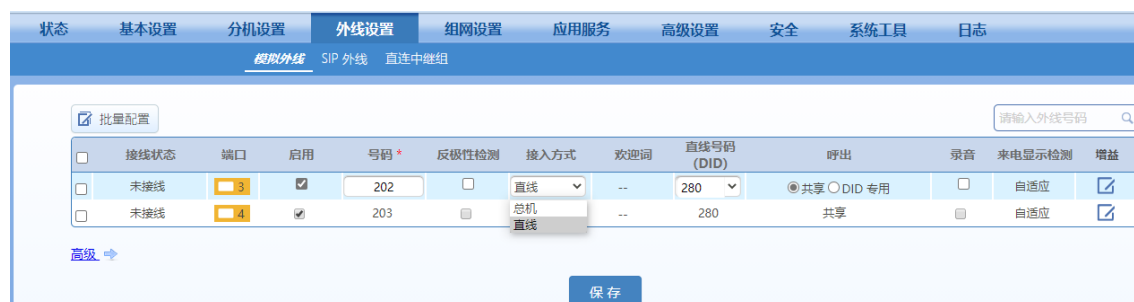 状态 基本设置 分机设置 外线设置 组网设置 应用服务 高级设置 安全 系统工具 日志
模拟外线 SIP 外线 直连中继组
批量配置 请输入外线号码
接线状态 端口 启用 号码 * 反极性检测 接入方式 欢迎词 直线号码 (DID) 呼出 录音 来电显示检测 增益
未接线 3 202 直线 -- 280 共享 DID 专用 自适应
未接线 4 203 总机 -- 280 共享 自适应
直线
高级
保存